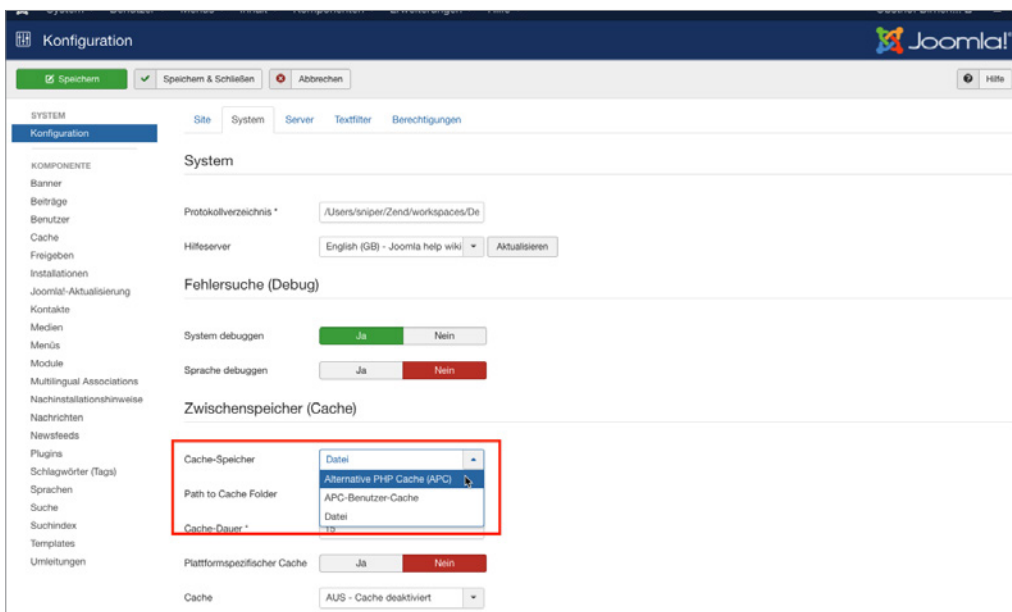 Konfiguration
Joomla!®
Speichern
Speichern & Schließen
Abbrechen
Hilfe
SYSTEM
Konfiguration
KOMPONENTE
Banner
Beiträge
Benutzer
Cache
Freigeben
Installationen
Joomla!-Aktualisierung
Kontakte
Medien
Menüs
Module
Multilingual Associations
Nachinstallationshinweise
Nachrichten
Newsfeeds
Plugins
Schlagwörter (Tags)
Sprachen
Suche
Suchindex
Templates
Umleitungen
Site System Server Textfilter Berechtigungen
System
Protokollverzeichnis * /Users/sniper/Zend/workspaces/De
Hilfeserver English (GB) - Joomla help wiki Aktualisieren
Fehlersuche (Debug)
System debuggen Ja Nein
Sprache debuggen Ja Nein
Zwischenspeicher (Cache)
Cache-Speicher Datei
Alternative PHP Cache (APC)
Path to Cache Folder APC-Benutzer-Cache
Datei
Cache-Dauer * 15
Plattformspezifischer Cache Ja Nein
Cache AUS - Cache deaktiviert